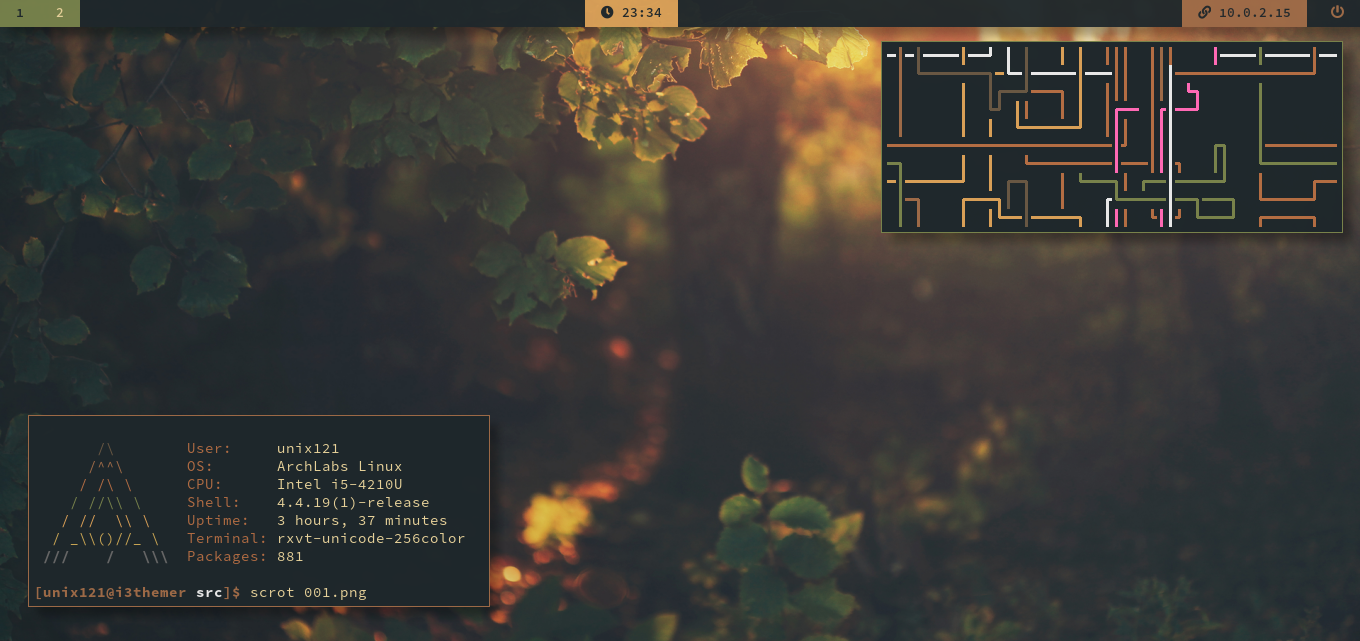 1 2 23:34 10.0.2.15
/\ User: unix121
/^^\ OS: ArchLabs Linux
/ /\ \ CPU: Intel i5-4210U
/ //\\ \ Shell: 4.4.19(1)-release
/ // \\ \ Uptime: 3 hours, 37 minutes
/ _\\()//_ \ Terminal: rxvt-unicode-256color
/// / \\\ Packages: 881
[unix121@i3themer src]$ scrot 001.png